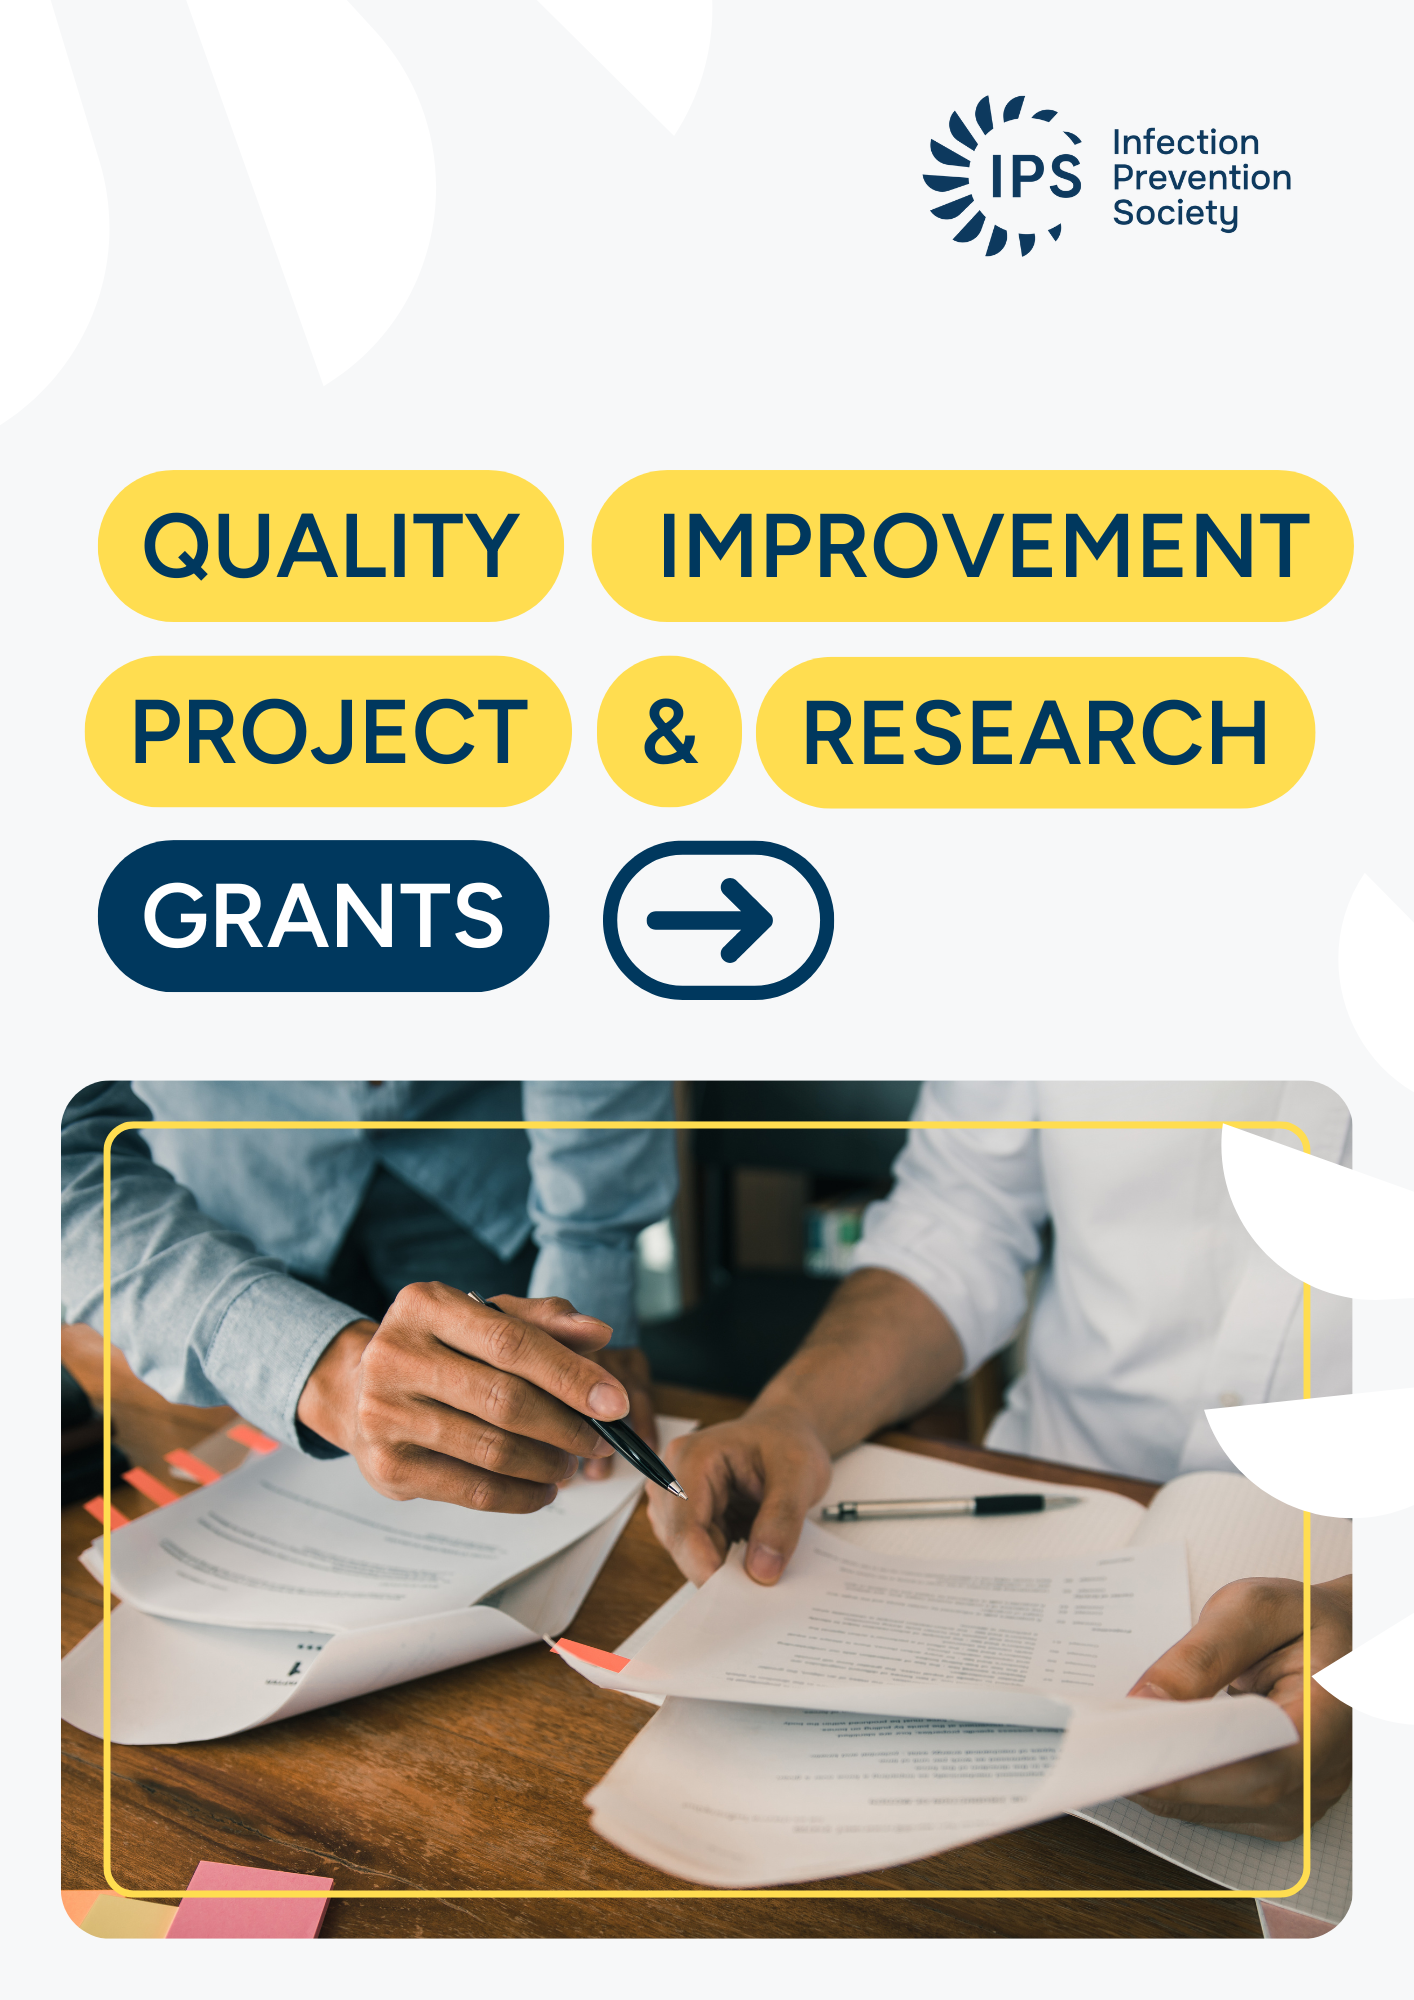 IPS
Infection
Prevention
Society
QUALITY IMPROVEMENT
PROJECT & RESEARCH
GRANTS